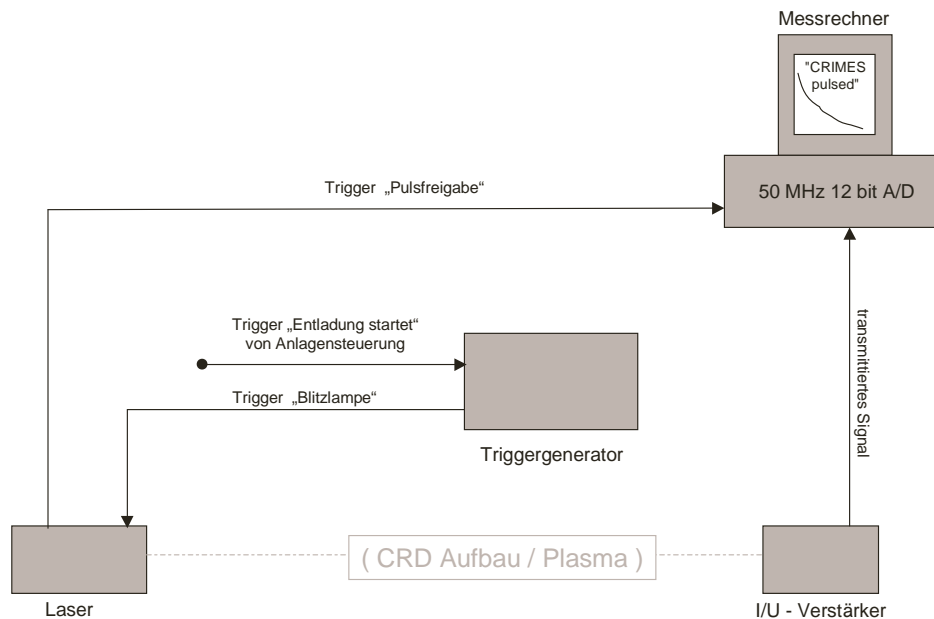 Messrechner
"CRIMES
pulsed"
50 MHz 12 bit A/D
Trigger „Pulsfreigabe“
transmittiertes Signal
Trigger „Entladung startet“
von Anlagensteuerung
Trigger „Blitzlampe“
Triggergenerator
( CRD Aufbau / Plasma )
Laser
I/U - Verstärker